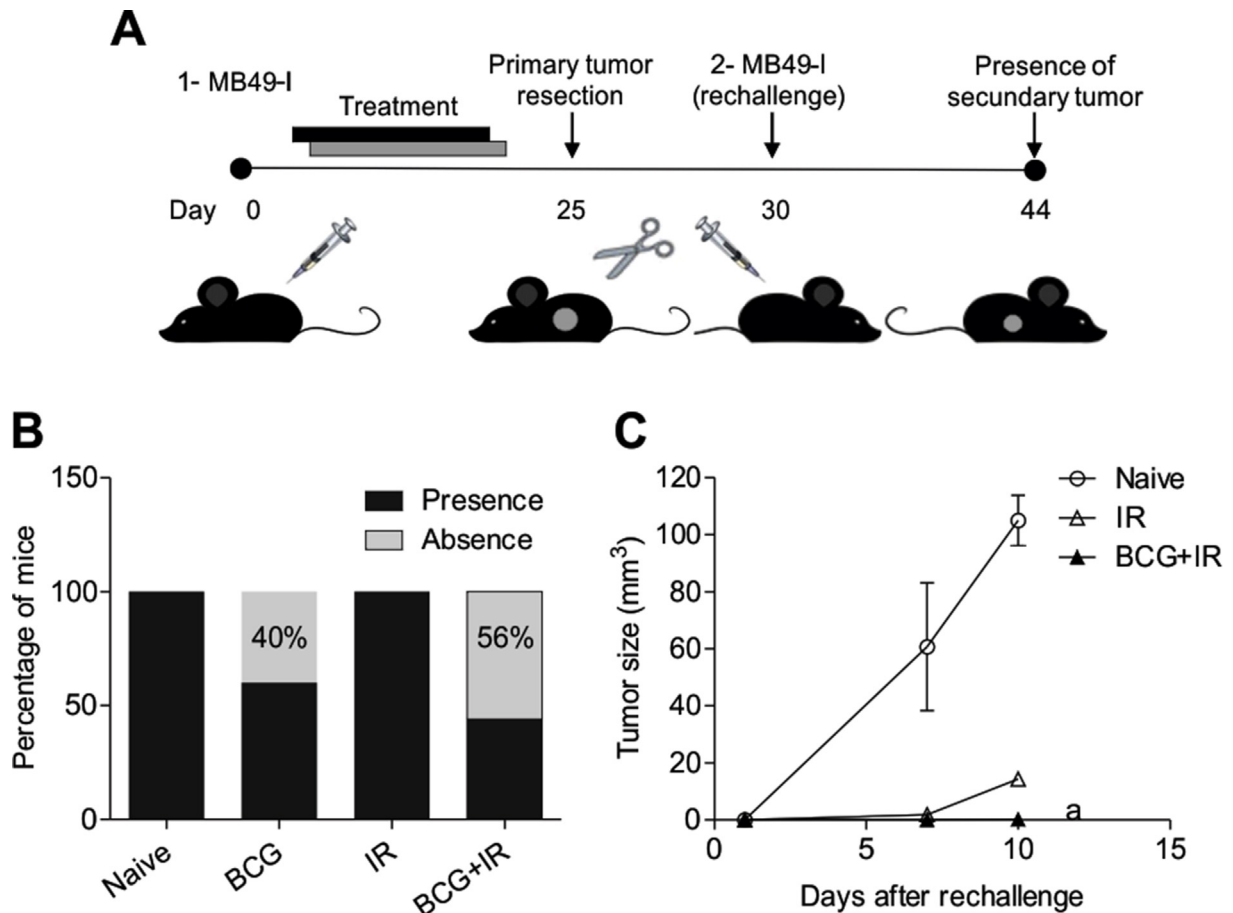 A
1- MB49-I
Treatment
Primary tumor
resection
2- MB49-I
(rechallenge)
Presence of
secundary tumor
Day 0 25 30 44
B
Percentage of mice
150
100
50
0
Presence
Absence
40%
56%
Naive
BCG
IR
BCG+IR
C
Tumor size (mm³)
120
100
80
60
40
20
0
Naive
IR
BCG+IR
a
0 5 10 15
Days after rechallenge